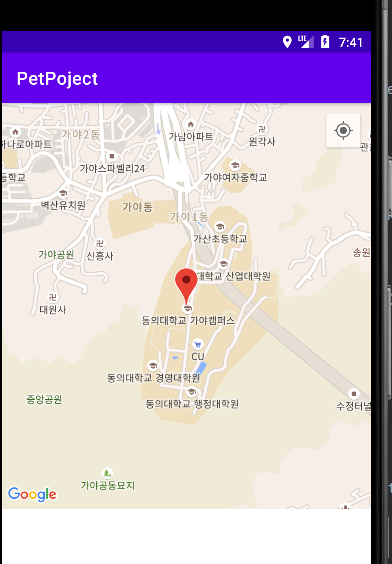 LTE 7:41
PetPoject
가야2동
가남아파트
원각사
하나로아파트
가야스파벨리24
가야여자중학교
등학교
벽산유치원
가야동
가야1동
가산초등학교
가야공원
신흥사
송원
대학교 산업대학원
대원사
동의대학교 가야캠퍼스
CU
동의대학교 경영대학원
중앙공원
동의대학교 행정대학원
수정터널
가야공동묘지
Google